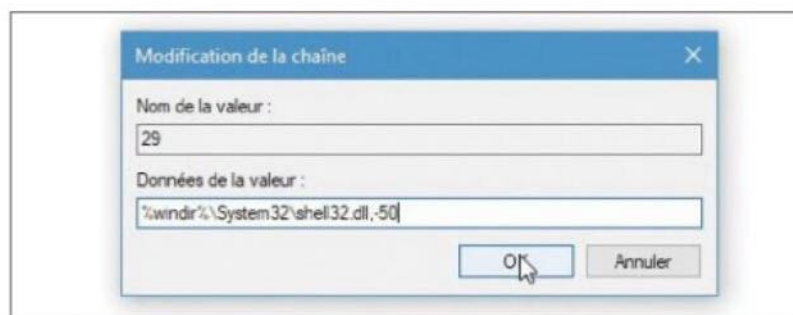 Modification de la chaîne
Nom de la valeur :
29
Données de la valeur :
%windir%\System32\shell32.dll,-50
OK
Annuler